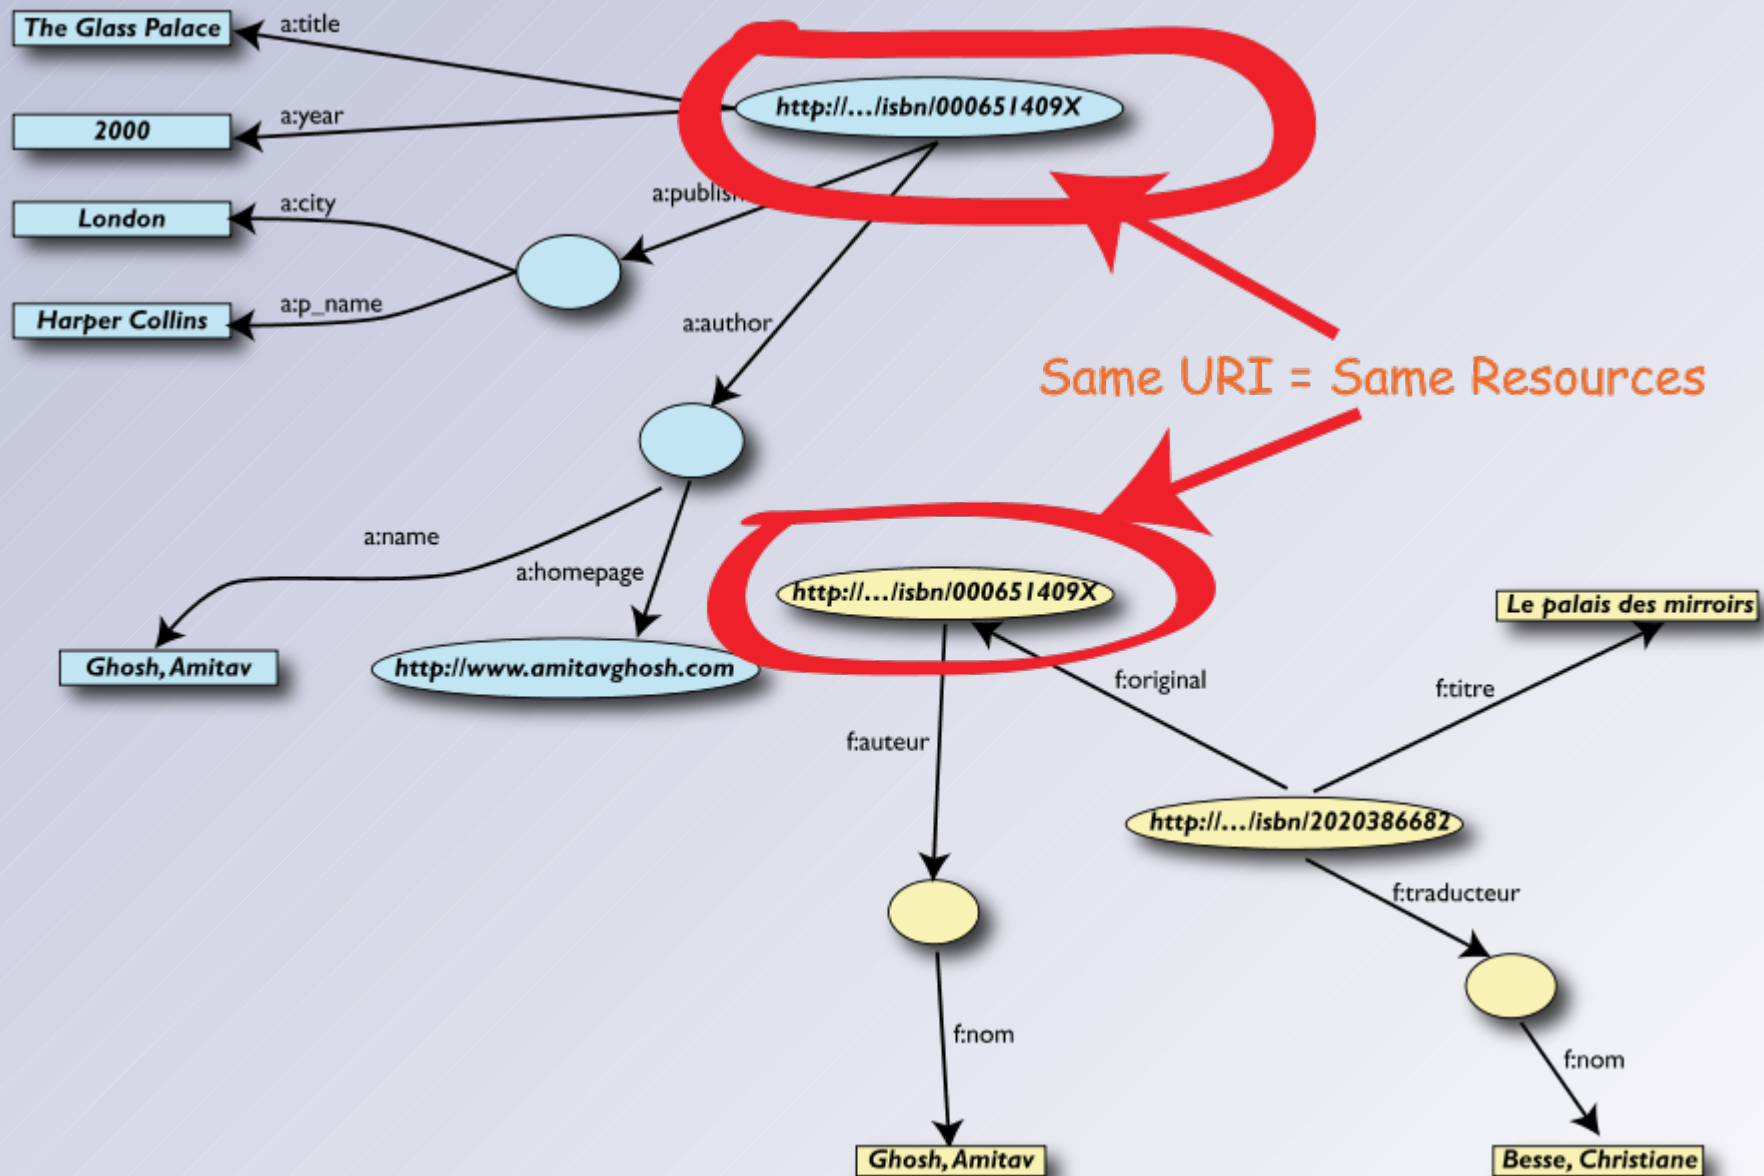 The Glass Palace
a:title
http://…/isbn/000651409X
2000
a:year
London
a:city
Harper Collins
a:p_name
a:author
Same URI = Same Resources
a:name
a:homepage
Ghosh, Amitav
http://www.amitavghosh.com
http://…/isbn/000651409X
Le palais des mirroirs
f:original
f:titre
f:auteur
http://…/isbn/2020386682
f:traducteur
f:nom
f:nom
Ghosh, Amitav
Besse, Christiane